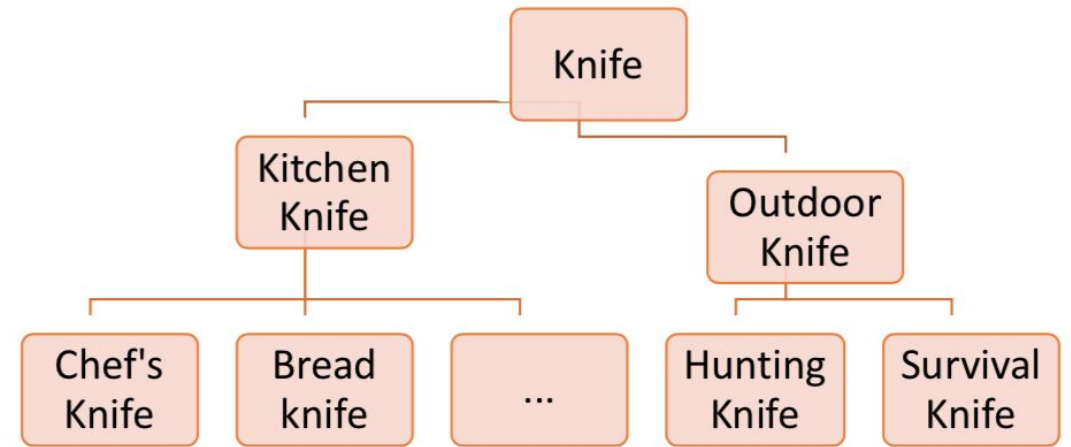 Knife
Kitchen
Knife
Outdoor
Knife
Chef's
Knife
Bread
knife
...
Hunting
Knife
Survival
Knife